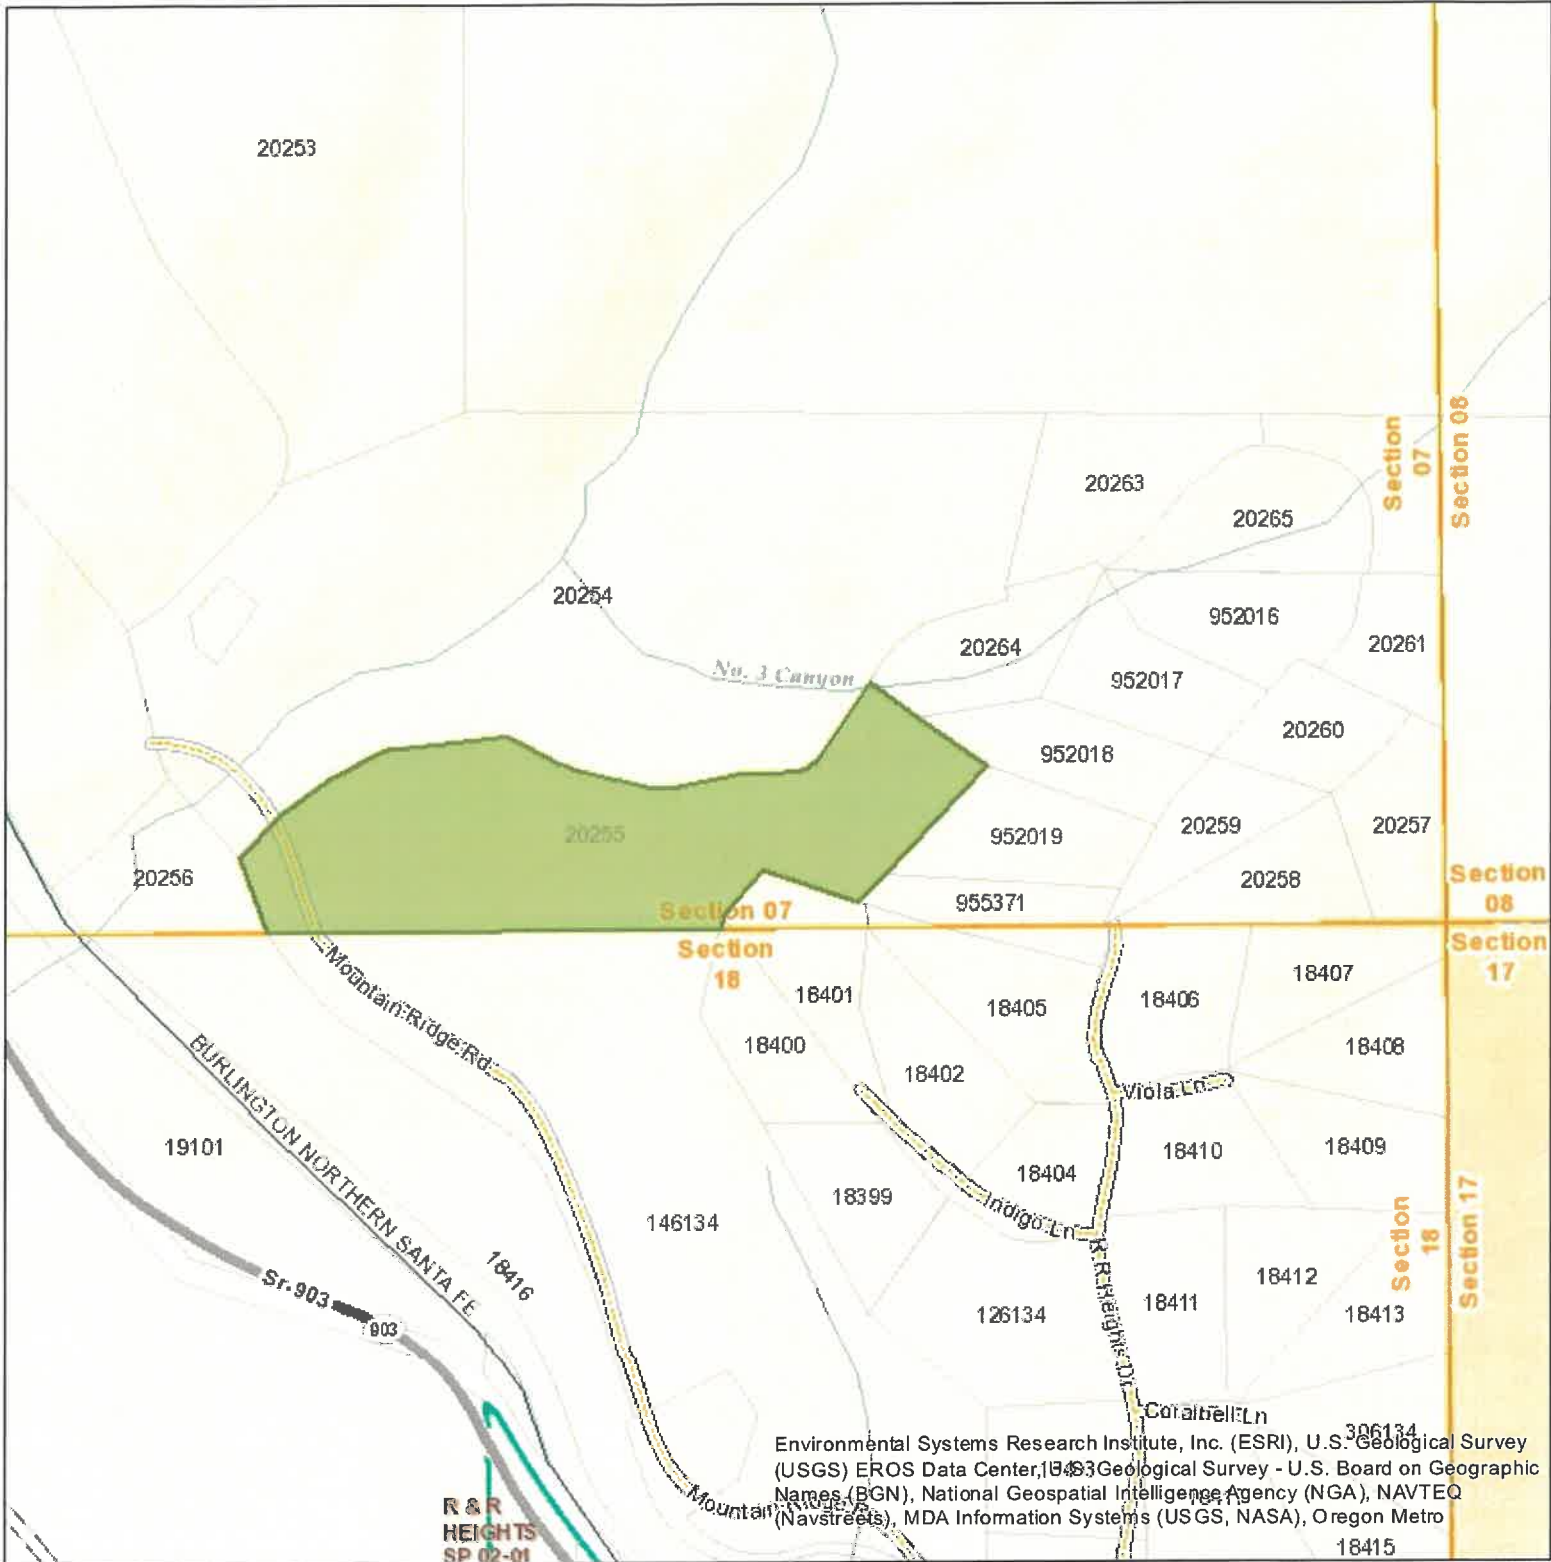 20253
Section
07
Section 08
20263
20265
20254
952016
20261
20264
No. 3 Canyon
952017
20260
952018
20255
952019
20259
20257
20256
20258
Section
08
955371
Section 07
Section
18
Section
17
Mountain Ridge Rd
18401
18405
18406
18407
18400
18402
18408
BURLINGTON NORTHERN SANTA FE
Viola Ln
19101
18410
18409
18404
18399
Indigo Ln
146134
Section
18
Section 17
18416
Sr 903
903
R R Heights Dr
18412
126134
18411
18413
Coralbell Ln
306134
Environmental Systems Research Institute, Inc. (ESRI), U.S. Geological Survey
(USGS) EROS Data Center, U.S. Geological Survey - U.S. Board on Geographic
Names (BGN), National Geospatial Intelligence Agency (NGA), NAVTEQ
(Navstreets), MDA Information Systems (USGS, NASA), Oregon Metro
Mountain Ridge R
R & R
HEIGHTS
SP 02-01
18415